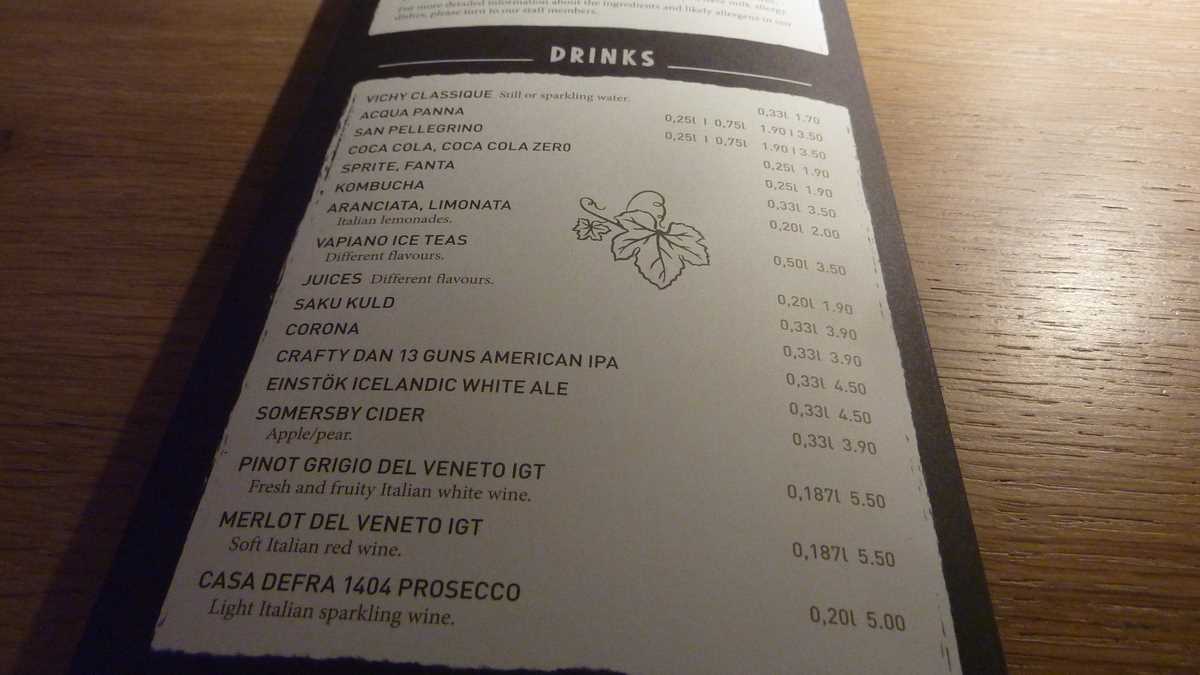 For more detailed information about the ingredients and likely allergens in our
dishes, please turn to our staff members.
DRINKS
VICHY CLASSIQUE Still or sparkling water. 0,33l 1.70
ACQUA PANNA 0,25l | 0,75l 1.90 | 3.50
SAN PELLEGRINO 0,25l | 0,75l 1.90 | 3.50
COCA COLA, COCA COLA ZER0 0,25l 1.90
SPRITE, FANTA 0,25l 1.90
KOMBUCHA 0,33l 3.50
ARANCIATA, LIMONATA 0,20l 2.00
Italian lemonades.
VAPIANO ICE TEAS 0,50l 3.50
Different flavours.
JUICES Different flavours. 0,20l 1.90
SAKU KULD 0,33l 3.90
CORONA 0,33l 3.90
CRAFTY DAN 13 GUNS AMERICAN IPA 0,33l 4.50
EINSTÖK ICELANDIC WHITE ALE 0,33l 4.50
SOMERSBY CIDER 0,33l 3.90
Apple/pear.
PINOT GRIGIO DEL VENETO IGT 0,187l 5.50
Fresh and fruity Italian white wine.
MERLOT DEL VENETO IGT 0,187l 5.50
Soft Italian red wine.
CASA DEFRA 1404 PROSECCO 0,20l 5.00
Light Italian sparkling wine.